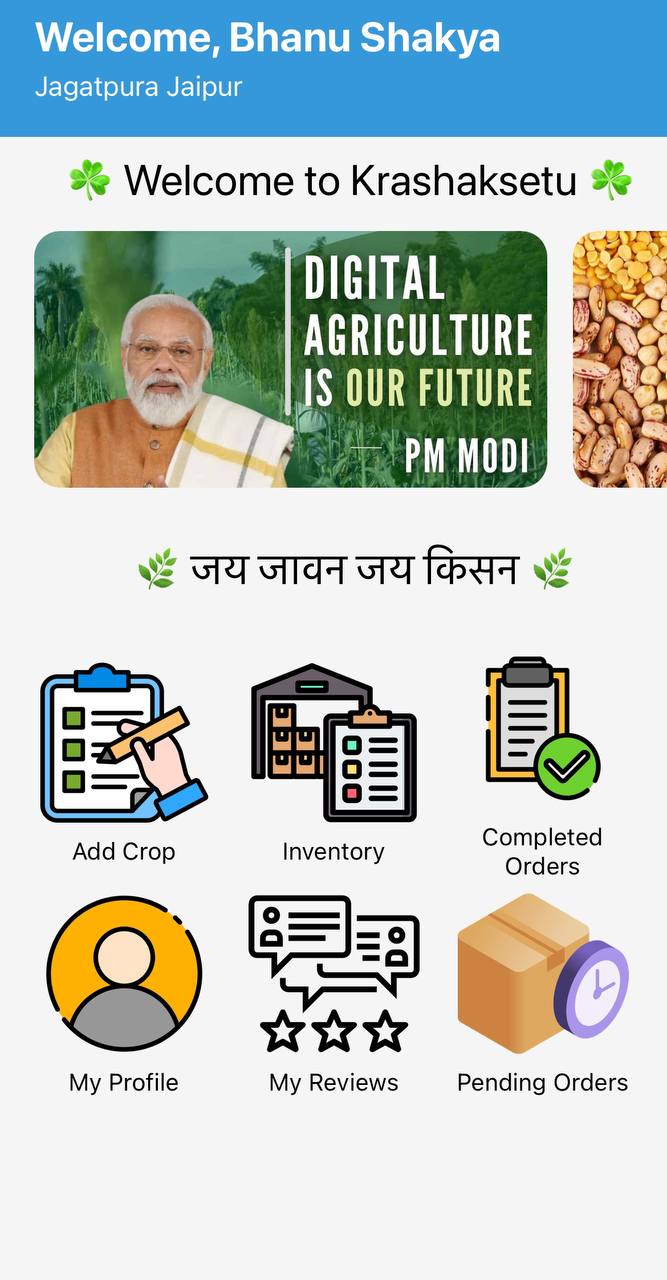 Welcome, Bhanu Shakya
Jagatpura Jaipur
☘️ Welcome to Krashaksetu ☘️
DIGITAL
AGRICULTURE
IS OUR FUTURE
— PM MODI
🌿 जय जावन जय किसन 🌿
Add Crop
Inventory
Completed
Orders
My Profile
My Reviews
Pending Orders